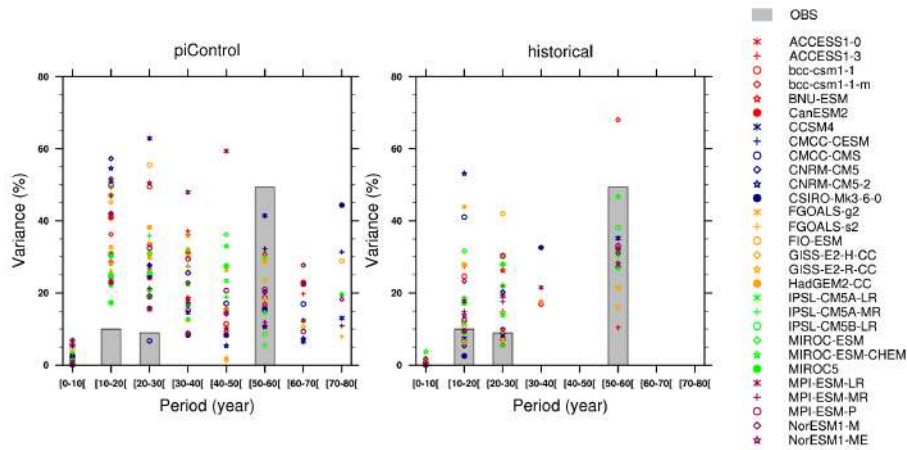 OBS
piControl
historical
Variance (%)
80
60
40
20
0
[0-10[
[10-20[
[20-30[
[30-40[
[40-50[
[50-60[
[60-70[
[70-80[
Period (year)
Variance (%)
80
60
40
20
0
[0-10[
[10-20[
[20-30[
[30-40[
[40-50[
[50-60[
[60-70[
[70-80[
Period (year)
ACCESS1-0
ACCESS1-3
bcc-csm1-1
bcc-csm1-1-m
BNU-ESM
CanESM2
CCSM4
CMCC-CESM
CMCC-CMS
CNRM-CM5
CNRM-CM5-2
CSIRO-Mk3-6-0
FGOALS-g2
FGOALS-s2
FIO-ESM
GISS-E2-H-CC
GISS-E2-R-CC
HadGEM2-CC
IPSL-CM5A-LR
IPSL-CM5A-MR
IPSL-CM5B-LR
MIROC-ESM
MIROC-ESM-CHEM
MIROC5
MPI-ESM-LR
MPI-ESM-MR
MPI-ESM-P
NorESM1-M
NorESM1-ME